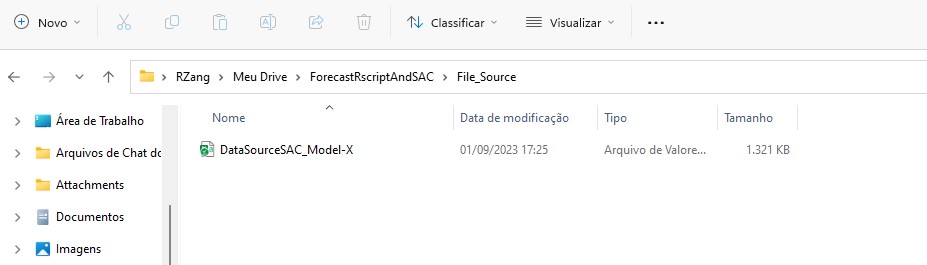 Novo Classificar Visualizar
RZang > Meu Drive > ForecastRscriptAndSAC > File_Source
Nome Data de modificação Tipo Tamanho
DataSourceSAC_Model-X 01/09/2023 17:25 Arquivo de Valore... 1.321 KB
Área de Trabalho
Arquivos de Chat do
Attachments
Documentos
Imagens